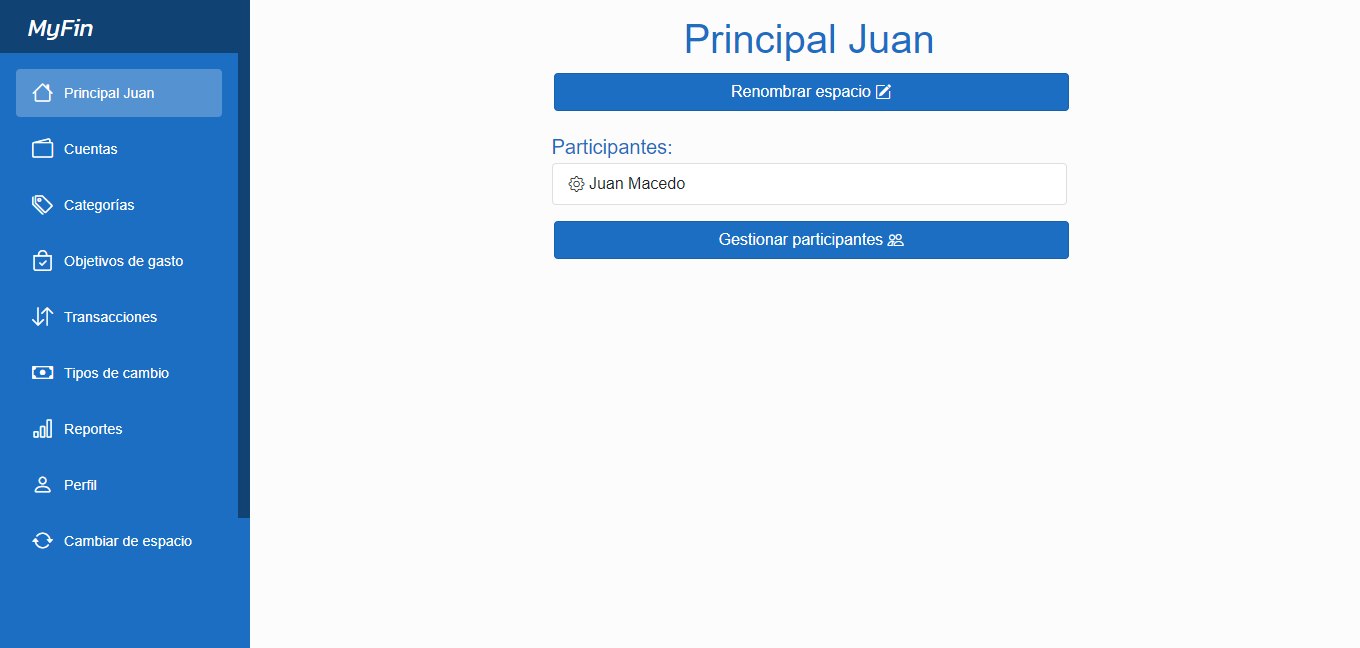 MyFin
Principal Juan
Cuentas
Categorías
Objetivos de gasto
Transacciones
Tipos de cambio
Reportes
Perfil
Cambiar de espacio
Principal Juan
Renombrar espacio
Participantes:
Juan Macedo
Gestionar participantes